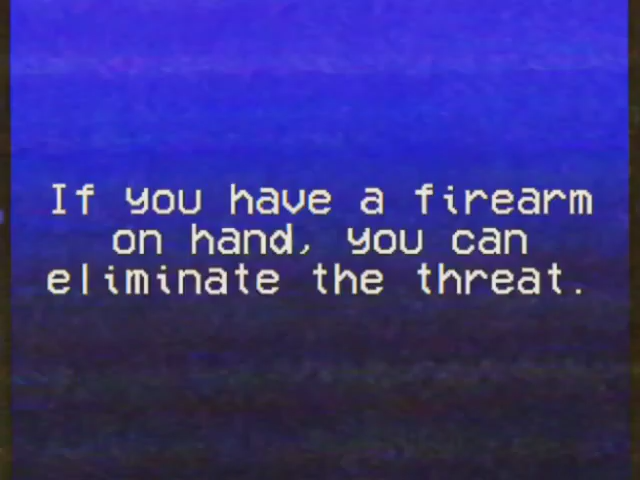 If you have a firearm
on hand, you can
eliminate the threat.